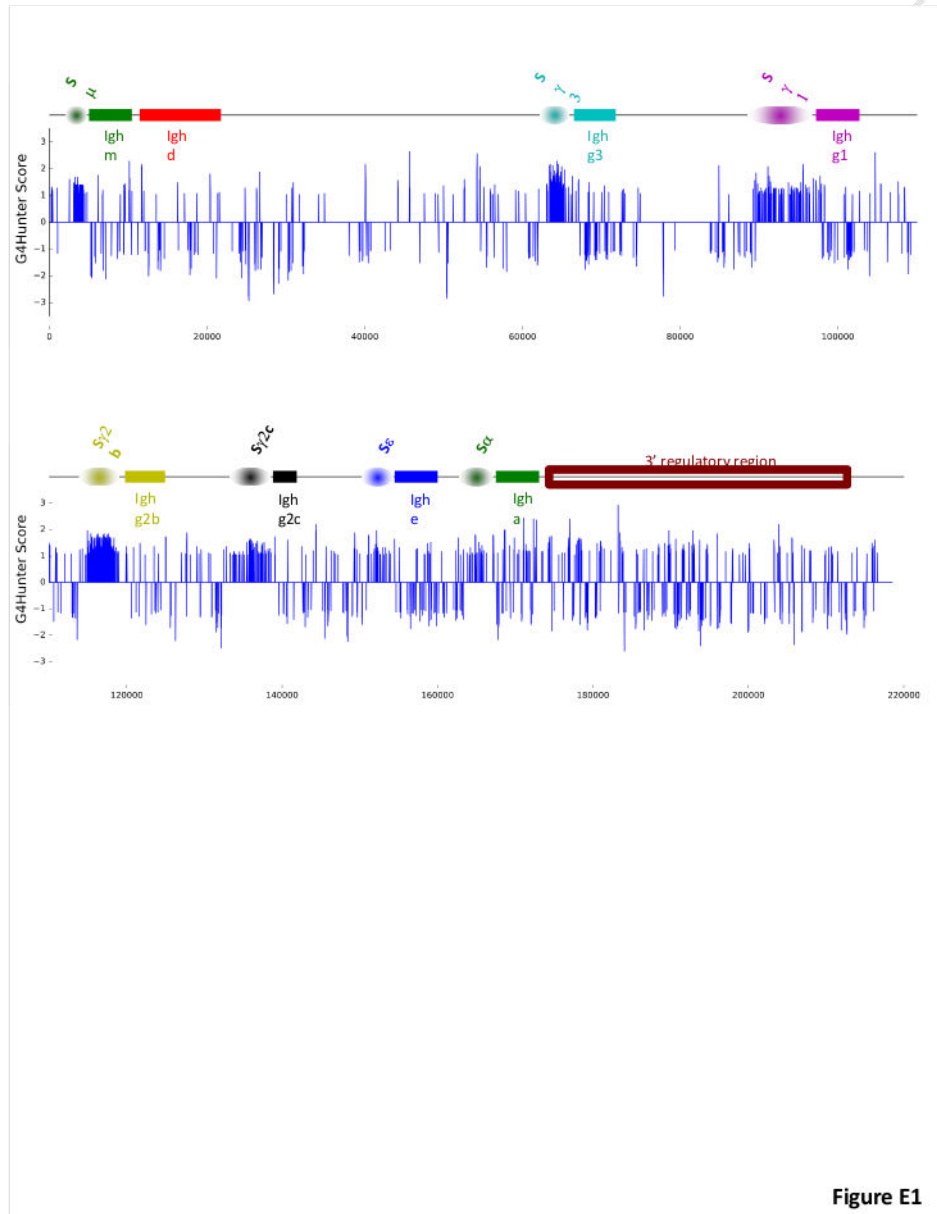 S μ S γ 3 S γ 1
Igh m Igh d Igh g3 Igh g1
G4Hunter Score
3
2
1
0
−1
−2
−3
0 20000 40000 60000 80000 100000
Sγ2 b Sγ2c Sε Sα
3' regulatory region
Igh g2b Igh g2c Igh e Igh a
G4Hunter Score
3
2
1
0
−1
−2
−3
120000 140000 160000 180000 200000 220000
Figure E1